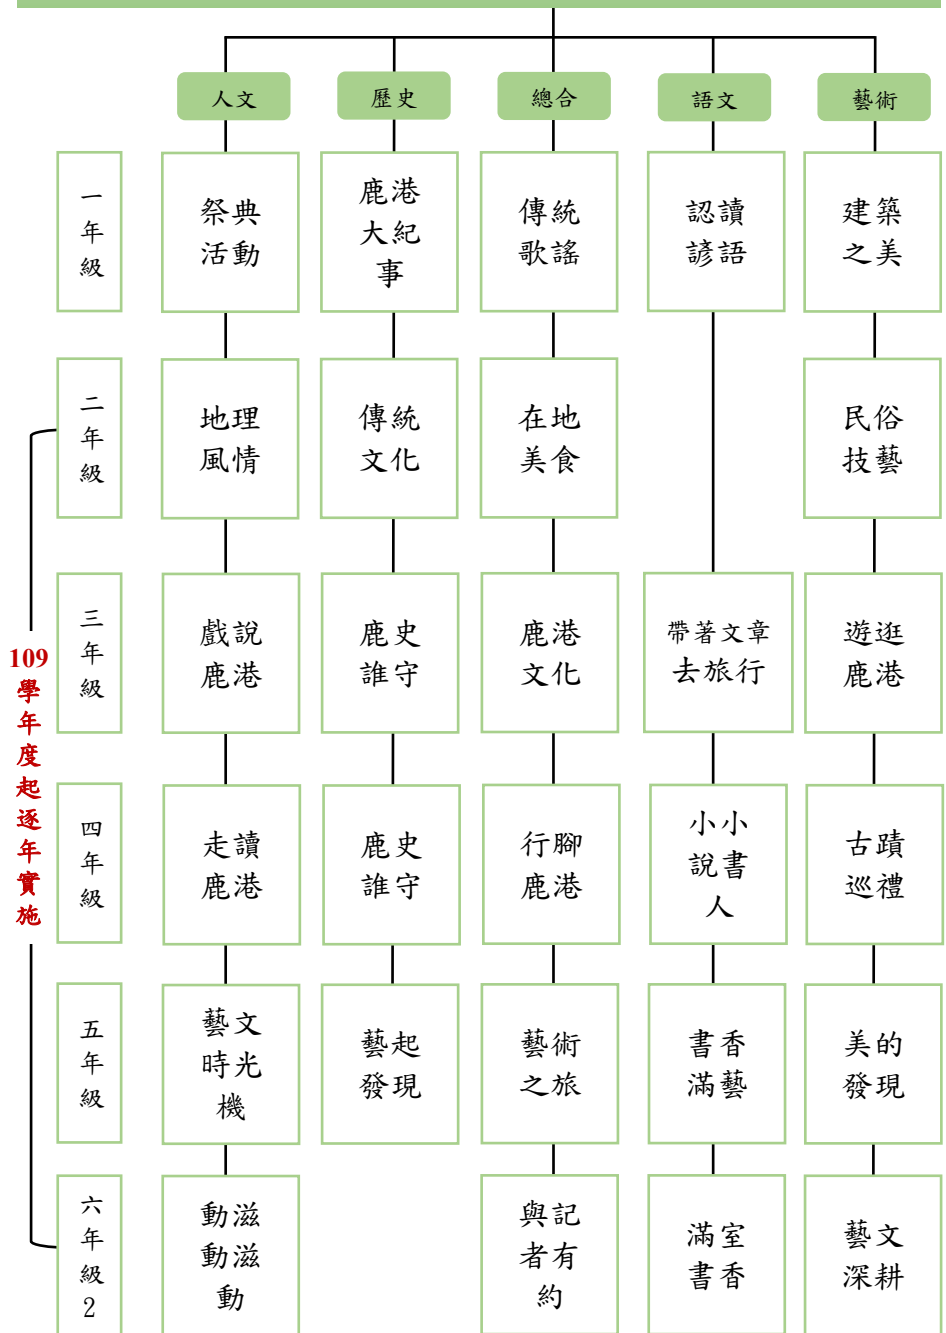 人文
歷史
總合
語文
藝術
一年級
祭典
活動
鹿港
大紀
事
傳統
歌謠
認讀
諺語
建築
之美
二年級
地理
風情
傳統
文化
在地
美食
民俗
技藝
三年級
戲說
鹿港
鹿史
誰守
鹿港
文化
帶著文章
去旅行
遊逛
鹿港
109
學年度起逐年實施
四年級
走讀
鹿港
鹿史
誰守
行腳
鹿港
小小
說書
人
古蹟
巡禮
五年級
藝文
時光
機
藝起
發現
藝術
之旅
書香
滿藝
美的
發現
六年級
2
動滋
動滋
動
與記
者有
約
滿室
書香
藝文
深耕